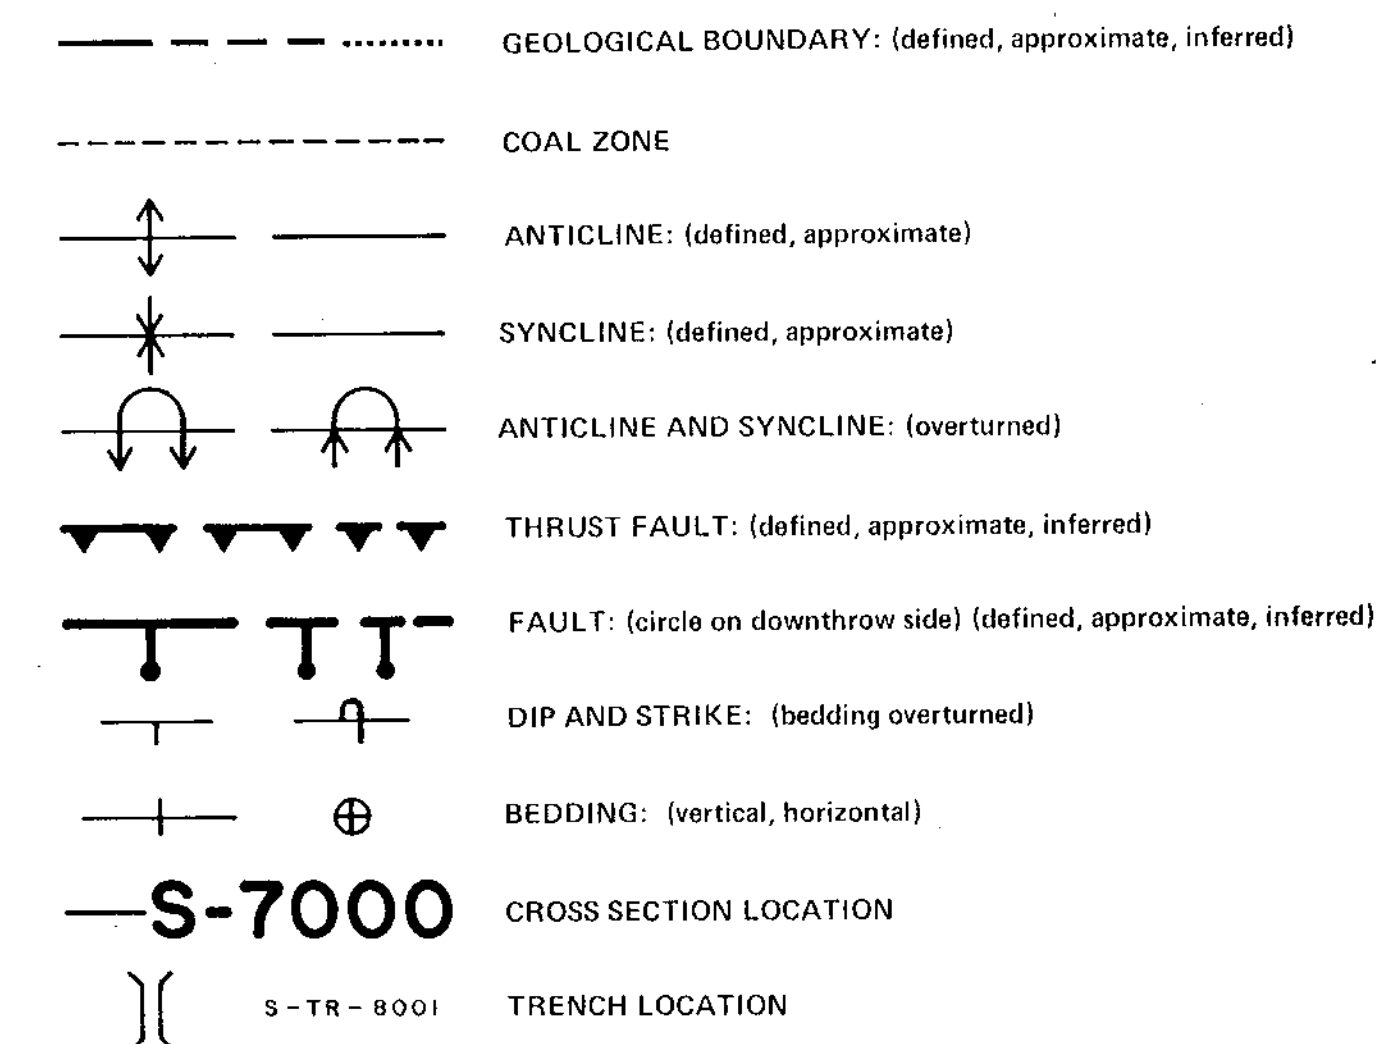 GEOLOGICAL BOUNDARY: (defined, approximate, inferred)
COAL ZONE
ANTICLINE: (defined, approximate)
SYNCLINE: (defined, approximate)
ANTICLINE AND SYNCLINE: (overturned)
THRUST FAULT: (defined, approximate, inferred)
FAULT: (circle on downthrow side) (defined, approximate, inferred)
DIP AND STRIKE: (bedding overturned)
BEDDING: (vertical, horizontal)
S-7000 CROSS SECTION LOCATION
S-TR-8001 TRENCH LOCATION